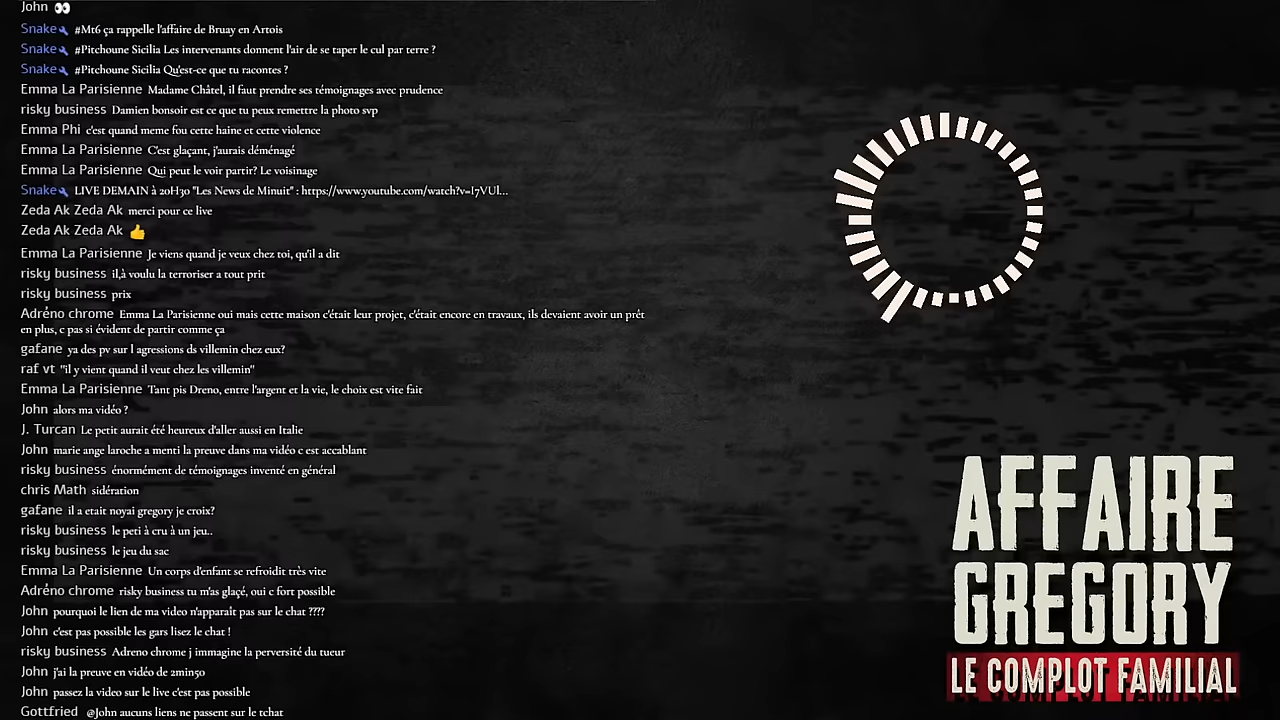 John 👀
Snake #Mt6 ça rappelle l'affaire de Bruay en Artois
Snake #Pitchoune Sicilia Les intervenants donnent l'air de se taper le cul par terre ?
Snake #Pitchoune Sicilia Qu'est-ce que tu racontes ?
Emma La Parisienne Madame Châtel, il faut prendre ses témoignages avec prudence
risky business Damien bonsoir est ce que tu peux remettre la photo svp
Emma Phi c'est quand meme fou cette haine et cette violence
Emma La Parisienne C'est glaçant, j'aurais déménagé
Emma La Parisienne Qui peut le voir partir? Le voisinage
Snake LIVE DEMAIN à 20H30 "Les News de Minuit" : https://www.youtube.com/watch?v=I7VUl...
Zeda Ak Zeda Ak merci pour ce live
Zeda Ak Zeda Ak 👍
Emma La Parisienne Je viens quand je veux chez toi, qu'il a dit
risky business il,à voulu la terroriser a tout prit
risky business prix
Adréno chrome Emma La Parisienne oui mais cette maison c'était leur projet, c'était encore en travaux, ils devaient avoir un prêt
en plus, c pas si évident de partir comme ça
gafane ya des pv sur l agressions ds villemin chez eux?
raf vt "il y vient quand il veut chez les villemin"
Emma La Parisienne Tant pis Dreno, entre l'argent et la vie, le choix est vite fait
John alors ma vidéo ?
J. Turcan Le petit aurait été heureux d'aller aussi en Italie
John marie ange laroche a menti la preuve dans ma vidéo c est accablant
risky business énormément de témoignages inventé en général
chris Math sidération
gafane il a etait noyai gregory je croix?
risky business le peti à cru à un jeu..
risky business le jeu du sac
Emma La Parisienne Un corps d'enfant se refroidit très vite
Adréno chrome risky business tu m'as glaçé, oui c fort possible
John pourquoi le lien de ma video n'apparaît pas sur le chat ????
John c'est pas possible les gars lisez le chat !
risky business Adreno chrome j immagine la perversité du tueur
John j'ai la preuve en vidéo de 2min50
John passez la video sur le live c'est pas possible
Gottfried @John aucuns liens ne passent sur le tchat
AFFAIRE
GREGORY
LE COMPLOT FAMILIAL